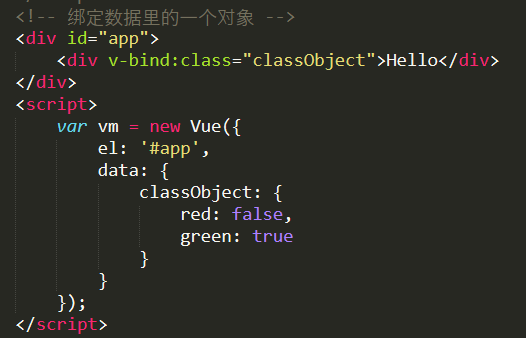 <!-- 绑定数据里的一个对象 -->
<div id="app">
    <div v-bind:class="classObject">Hello</div>
</div>
<script>
    var vm = new Vue({
        el: '#app',
        data: {
            classObject: {
                red: false,
                green: true
            }
        }
    });
</script>